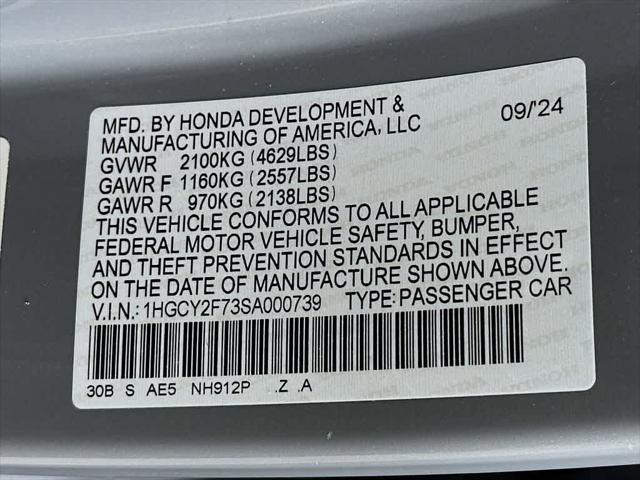 MFD. BY HONDA DEVELOPMENT &
MANUFACTURING OF AMERICA, LLC 09/'24
GVWR 2100KG (4629LBS)
GAWR F 1160KG (2557LBS)
GAWR R 970KG (2138LBS)
THIS VEHICLE CONFORMS TO ALL APPLICABLE
FEDERAL MOTOR VEHICLE SAFETY, BUMPER,
AND THEFT PREVENTION STANDARDS IN EFFECT
ON THE DATE OF MANUFACTURE SHOWN ABOVE.
V.I.N.: 1HGCY2F73SA000739 TYPE: PASSENGER CAR
30B S AE5 NH912P .Z .A